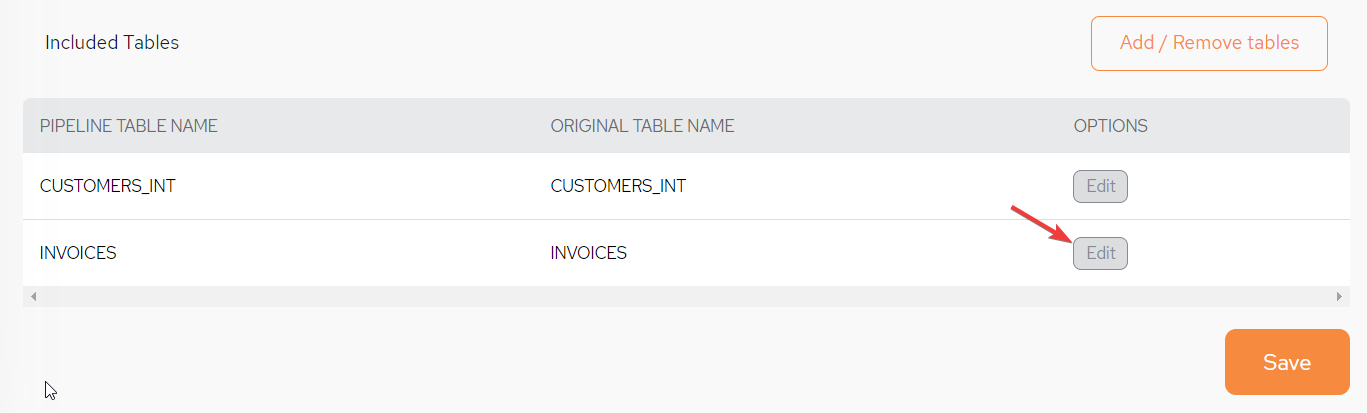 Included Tables
Add / Remove tables
PIPELINE TABLE NAME ORIGINAL TABLE NAME OPTIONS
CUSTOMERS_INT CUSTOMERS_INT Edit
INVOICES INVOICES Edit
Save